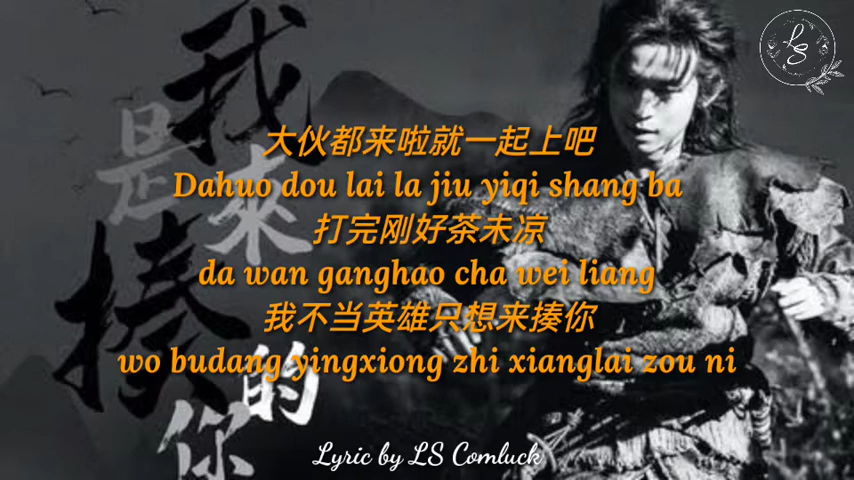 我
是來
揍
的
你
大伙都来啦就一起上吧
Dahuo dou lai la jiu yiqi shang ba
打完刚好茶未凉
da wan ganghao cha wei liang
我不当英雄只想来揍你
wo budang yingxiong zhi xianglai zou ni
Lyric by LS Comluck
LS